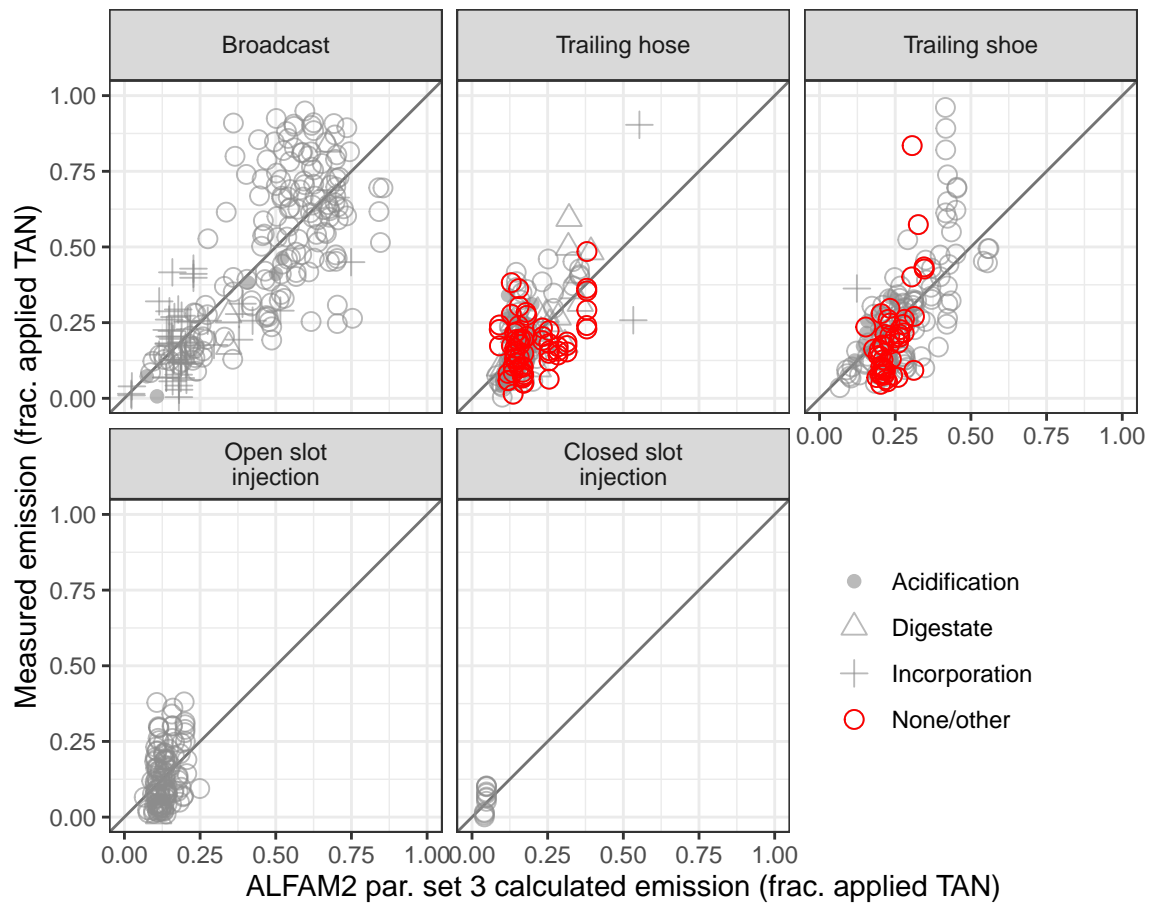 Broadcast
Trailing hose
Trailing shoe
1.00
0.75
0.50
0.25
0.00
0.00 0.25 0.50 0.75 1.00
Open slot
injection
Closed slot
injection
1.00
0.75
0.50
0.25
0.00
0.00 0.25 0.50 0.75 1.00
0.00 0.25 0.50 0.75 1.00
Measured emission (frac. applied TAN)
ALFAM2 par. set 3 calculated emission (frac. applied TAN)
Acidification
Digestate
Incorporation
None/other